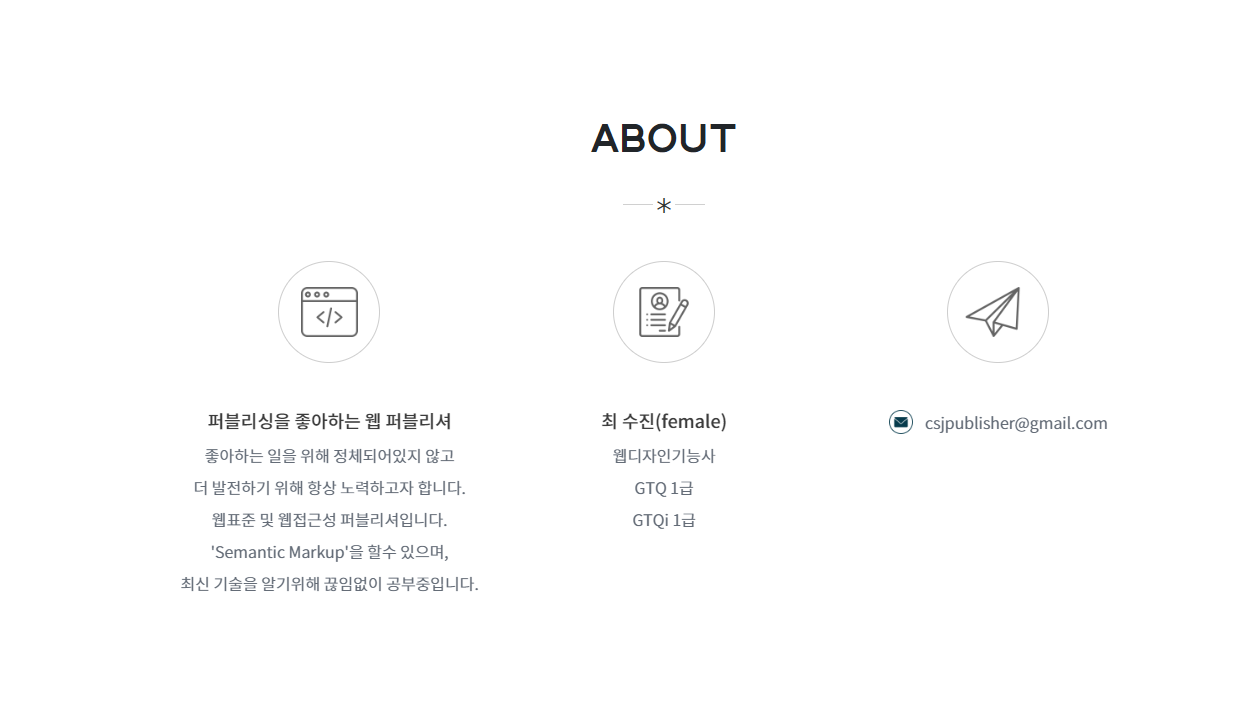 ABOUT
퍼블리싱을 좋아하는 웹 퍼블리셔
좋아하는 일을 위해 정체되어있지 않고
더 발전하기 위해 항상 노력하고자 합니다.
웹표준 및 웹접근성 퍼블리셔입니다.
'Semantic Markup'을 할수 있으며,
최신 기술을 알기위해 끊임없이 공부중입니다.
최 수진(female)
웹디자인기능사
GTQ 1급
GTQi 1급
csjpublisher@gmail.com